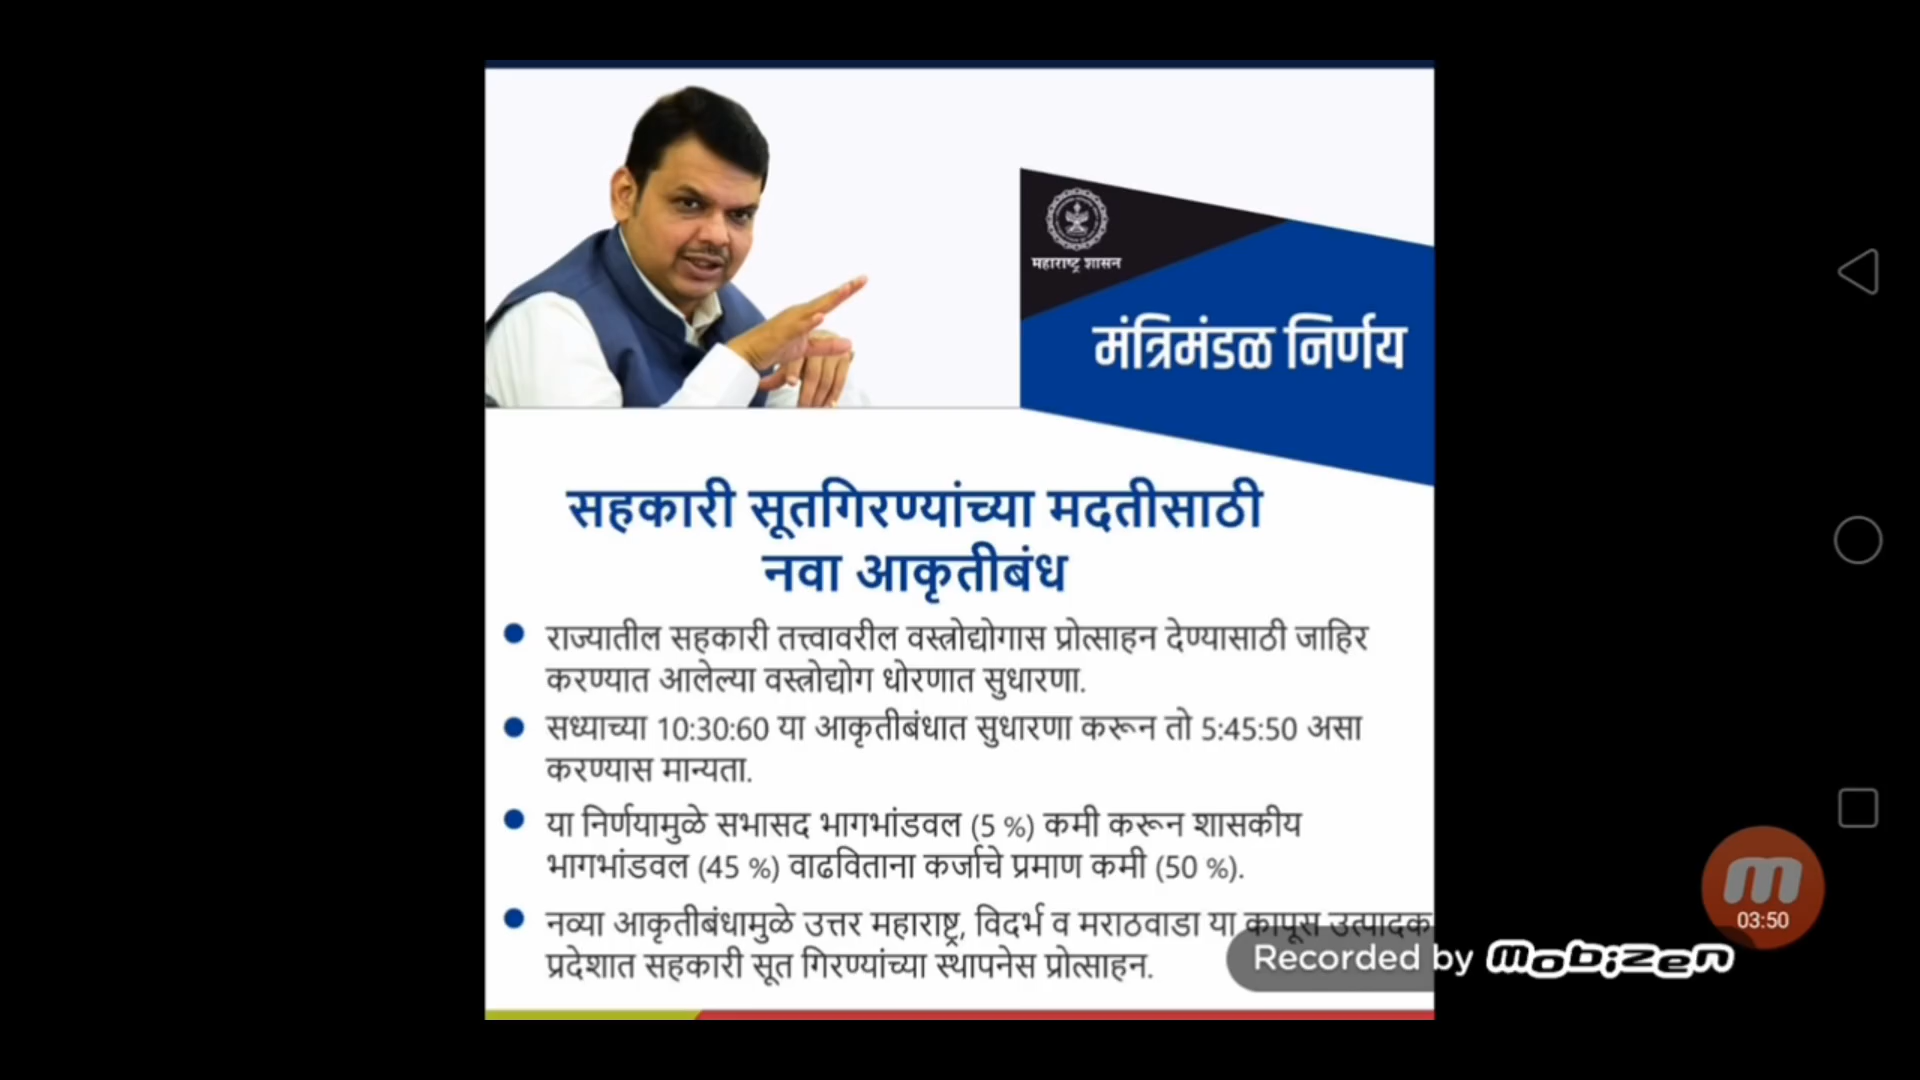 महाराष्ट्र शासन
मंत्रिमंडळ निर्णय
सहकारी सूतगिरण्यांच्या मदतीसाठी
नवा आकृतीबंध
राज्यातील सहकारी तत्त्वावरील वस्त्रोद्योगास प्रोत्साहन देण्यासाठी जाहिर
करण्यात आलेल्या वस्त्रोद्योग धोरणात सुधारणा.
सध्याच्या 10:30:60 या आकृतीबंधात सुधारणा करून तो 5:45:50 असा
करण्यास मान्यता.
या निर्णयामुळे सभासद भागभांडवल (5 %) कमी करून शासकीय
भागभांडवल (45 %) वाढविताना कर्जाचे प्रमाण कमी (50 %).
नव्या आकृतीबंधामुळे उत्तर महाराष्ट्र, विदर्भ व मराठवाडा या कापूस उत्पादक
प्रदेशात सहकारी सूत गिरण्यांच्या स्थापनेस प्रोत्साहन.
03:50
Recorded by mobizen